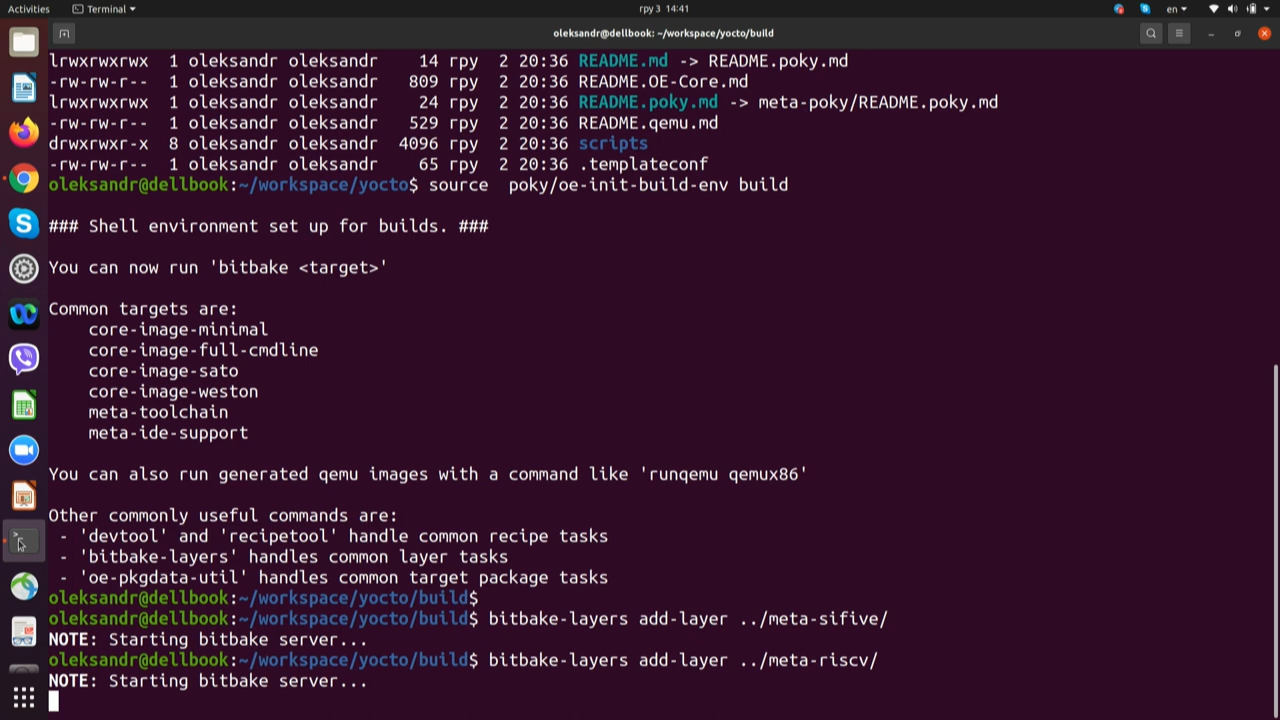 Activities Terminal гру 3 14:41 en
oleksandr@dellbook: ~/workspace/yocto/build
lrwxrwxrwx 1 oleksandr oleksandr 14 гру 2 20:36 README.md -> README.poky.md
-rw-rw-r-- 1 oleksandr oleksandr 809 гру 2 20:36 README.OE-Core.md
lrwxrwxrwx 1 oleksandr oleksandr 24 гру 2 20:36 README.poky.md -> meta-poky/README.poky.md
-rw-rw-r-- 1 oleksandr oleksandr 529 гру 2 20:36 README.qemu.md
drwxrwxr-x 8 oleksandr oleksandr 4096 гру 2 20:36 scripts
-rw-rw-r-- 1 oleksandr oleksandr 65 гру 2 20:36 .templateconf
oleksandr@dellbook:~/workspace/yocto$ source poky/oe-init-build-env build
### Shell environment set up for builds. ###
You can now run 'bitbake <target>'
Common targets are:
core-image-minimal
core-image-full-cmdline
core-image-sato
core-image-weston
meta-toolchain
meta-ide-support
You can also run generated qemu images with a command like 'runqemu qemux86'
Other commonly useful commands are:
- 'devtool' and 'recipetool' handle common recipe tasks
- 'bitbake-layers' handles common layer tasks
- 'oe-pkgdata-util' handles common target package tasks
oleksandr@dellbook:~/workspace/yocto/build$
oleksandr@dellbook:~/workspace/yocto/build$ bitbake-layers add-layer ../meta-sifive/
NOTE: Starting bitbake server...
oleksandr@dellbook:~/workspace/yocto/build$ bitbake-layers add-layer ../meta-riscv/
NOTE: Starting bitbake server...